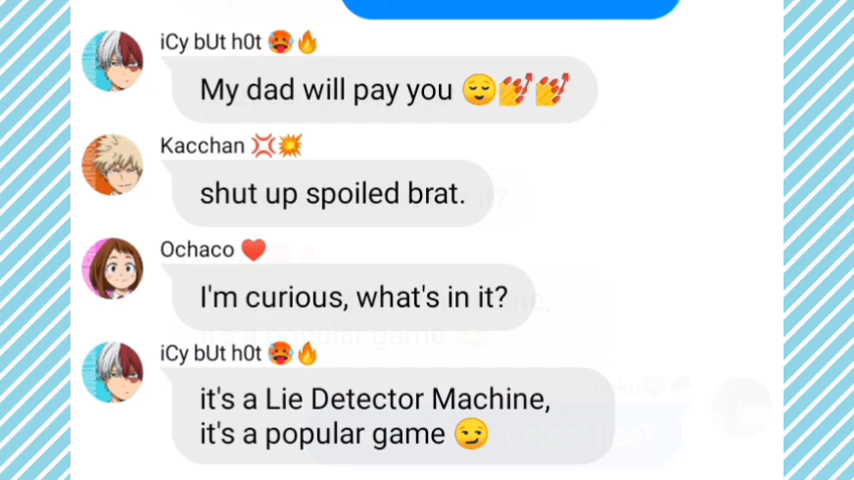 iCy bUt h0t 🥵🔥
My dad will pay you 😌💅💅
Kacchan 💢💥
shut up spoiled brat.
Ochaco ❤️
I'm curious, what's in it?
iCy bUt h0t 🥵🔥
it's a Lie Detector Machine,
it's a popular game 😏